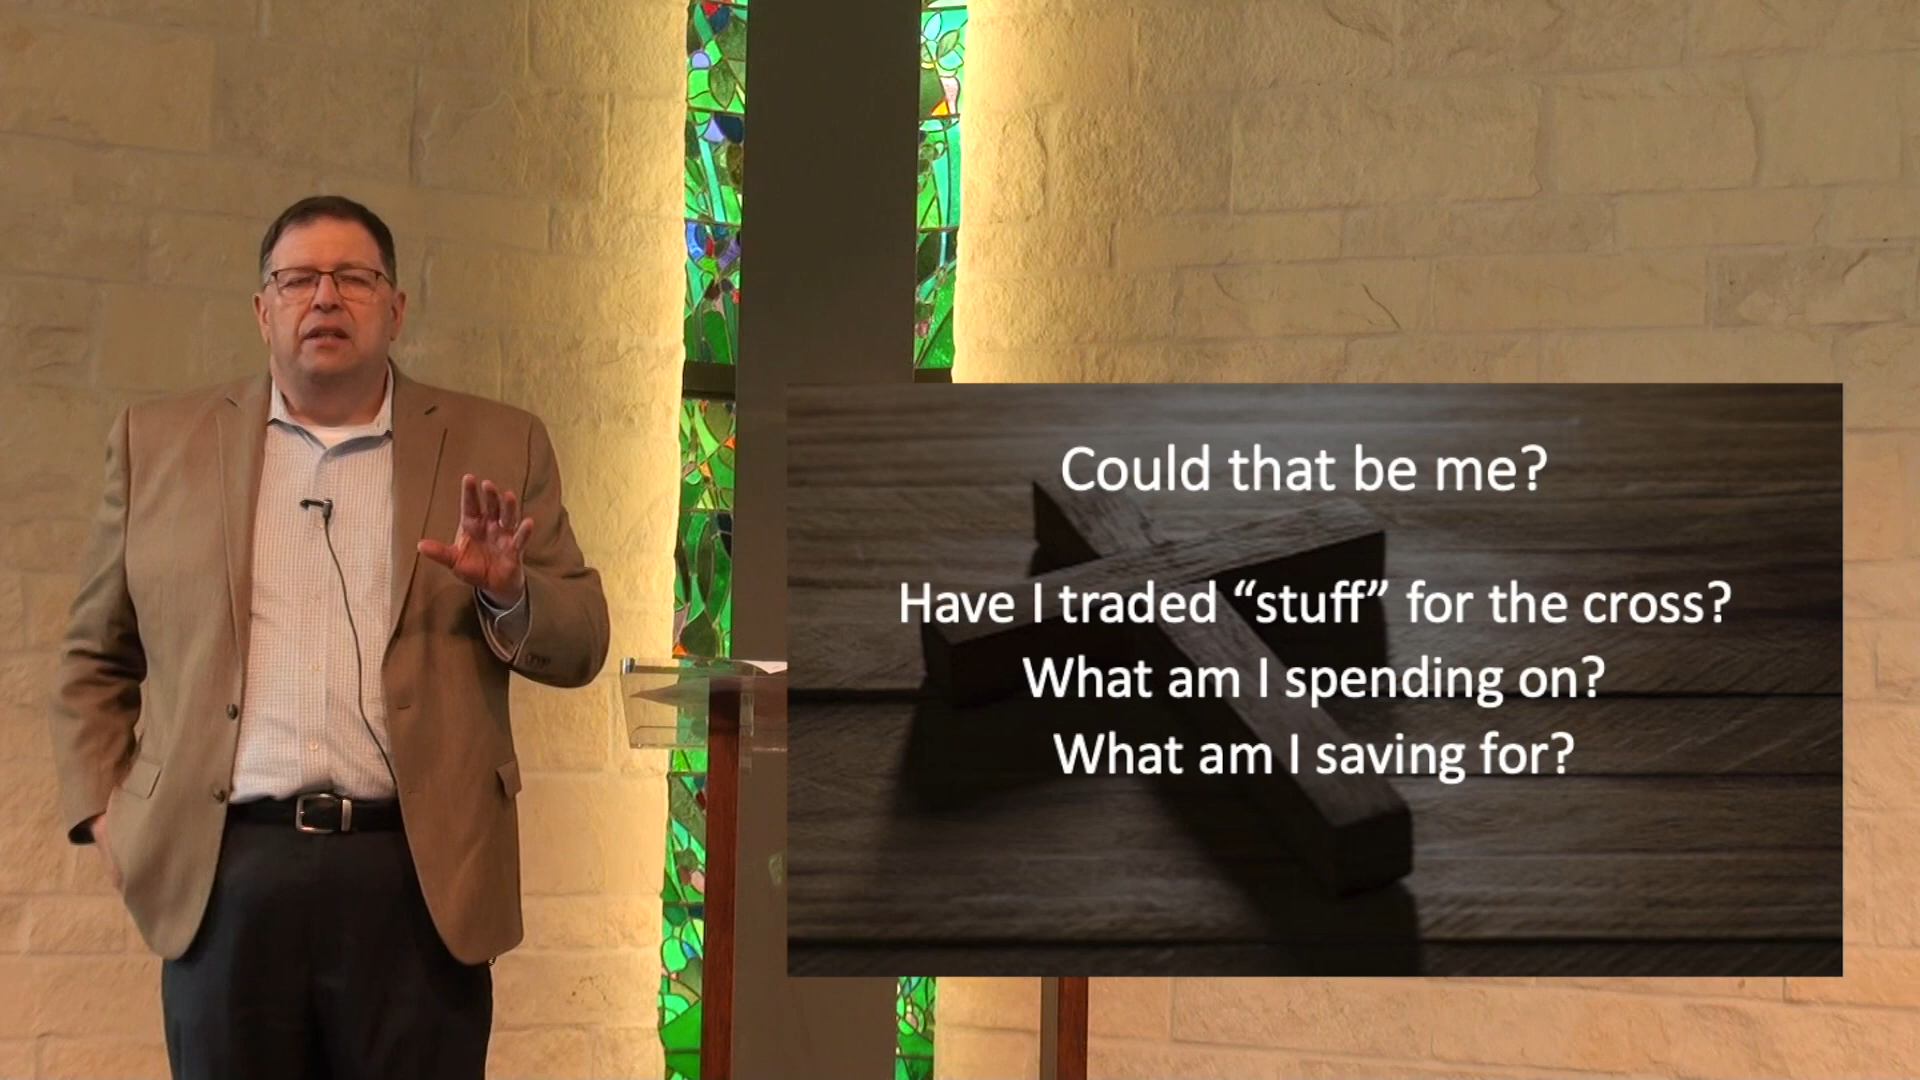 Could that be me?
Have I traded “stuff” for the cross?
What am I spending on?
What am I saving for?